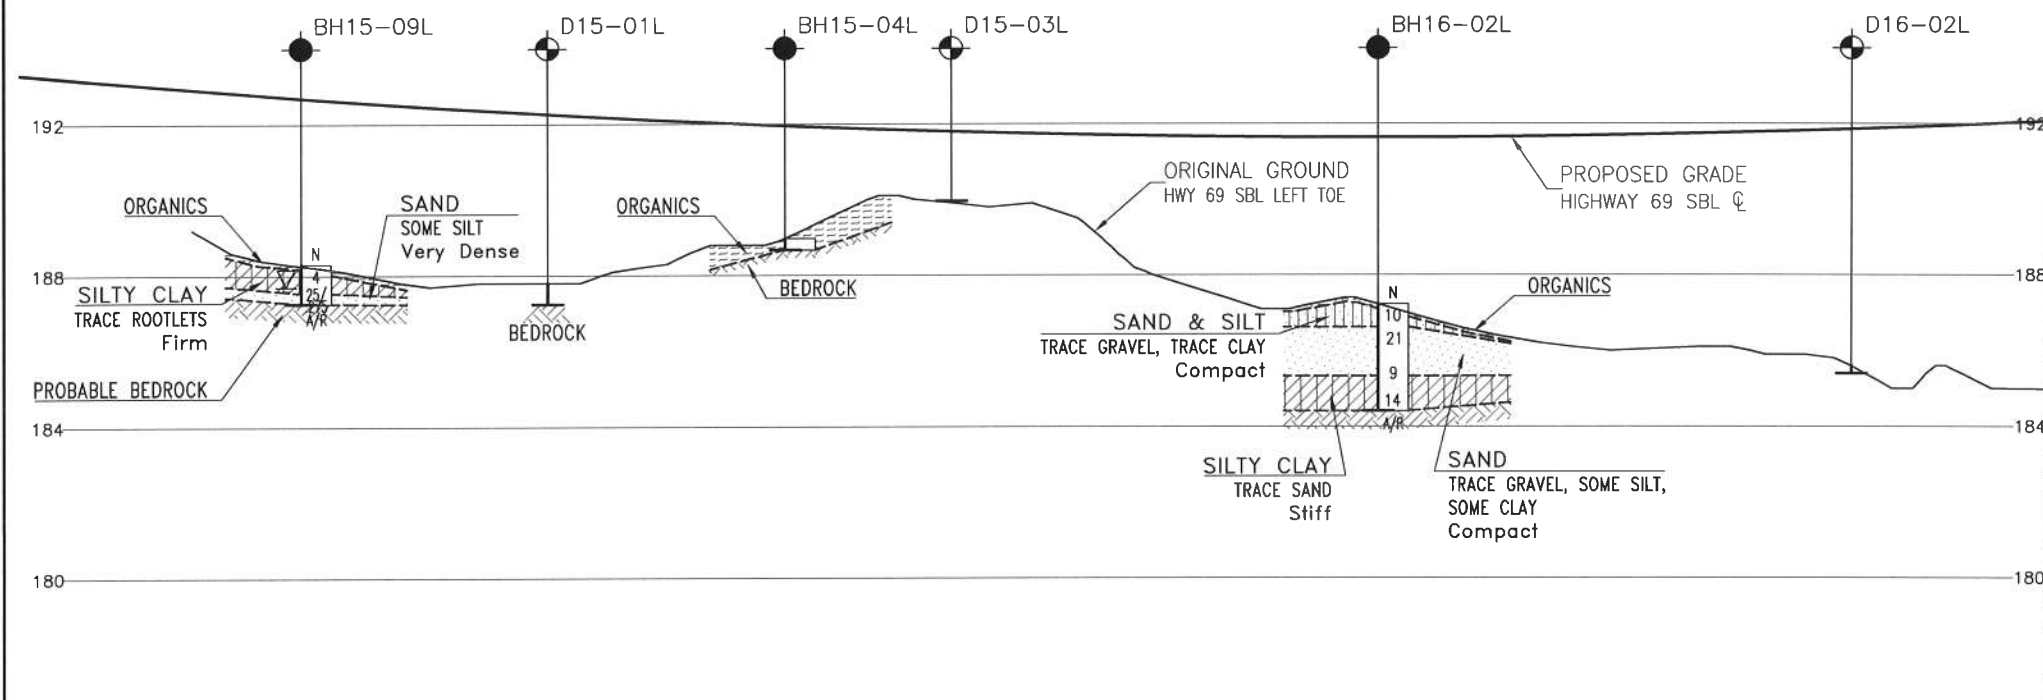 BH15-09L
D15-01L
BH15-04L
D15-03L
BH16-02L
D16-02L
192
192
ORIGINAL GROUND
HWY 69 SBL LEFT TOE
PROPOSED GRADE
HIGHWAY 69 SBL ℄
ORGANICS
SAND
SOME SILT
Very Dense
ORGANICS
N
4
25/
A/R
188
188
SILTY CLAY
TRACE ROOTLETS
Firm
BEDROCK
BEDROCK
ORGANICS
N
10
21
9
14
A/R
SAND & SILT
TRACE GRAVEL, TRACE CLAY
Compact
PROBABLE BEDROCK
184
184
SILTY CLAY
TRACE SAND
Stiff
SAND
TRACE GRAVEL, SOME SILT,
SOME CLAY
Compact
180
180